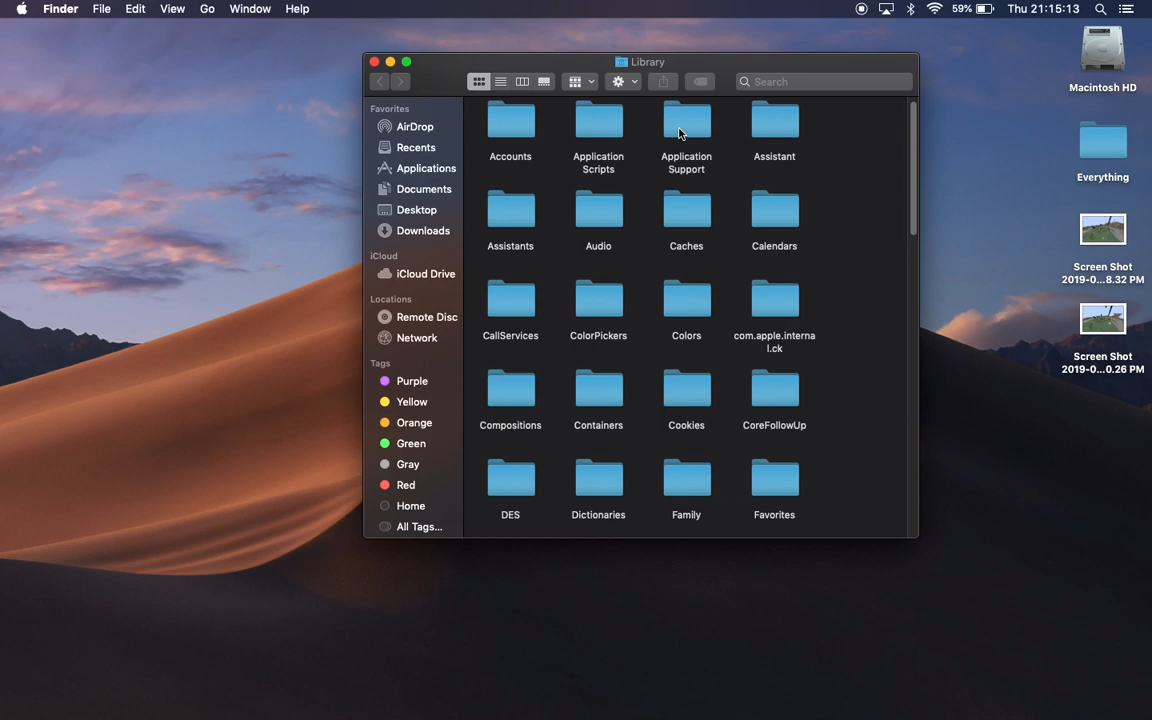 Finder File Edit View Go Window Help 59% Thu 21:15:13
Library
Search
Favorites
AirDrop
Recents
Applications
Documents
Desktop
Downloads
iCloud
iCloud Drive
Locations
Remote Disc
Network
Tags
Purple
Yellow
Orange
Green
Gray
Red
Home
All Tags...
Accounts
Application
Scripts
Application
Support
Assistant
Assistants
Audio
Caches
Calendars
CallServices
ColorPickers
Colors
com.apple.interna
l.ck
Compositions
Containers
Cookies
CoreFollowUp
DES
Dictionaries
Family
Favorites
Macintosh HD
Everything
Screen Shot
2019-0...8.32 PM
Screen Shot
2019-0...0.26 PM